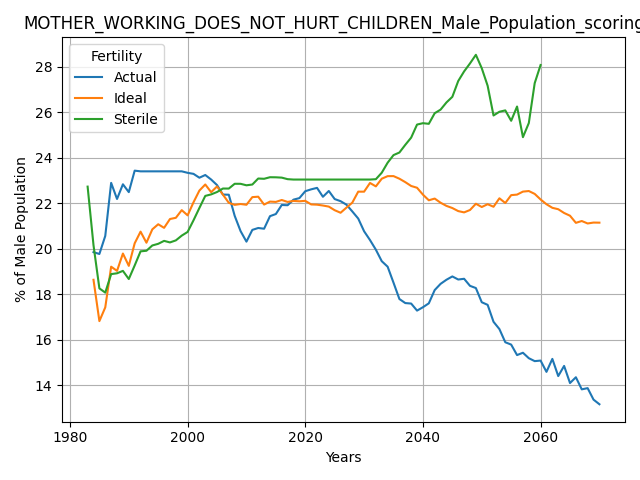 MOTHER_WORKING_DOES_NOT_HURT_CHILDREN_Male_Population_scoring
Fertility
Actual
Ideal
Sterile
28
26
24
22
20
18
16
14
% of Male Population
1980
2000
2020
2040
2060
Years